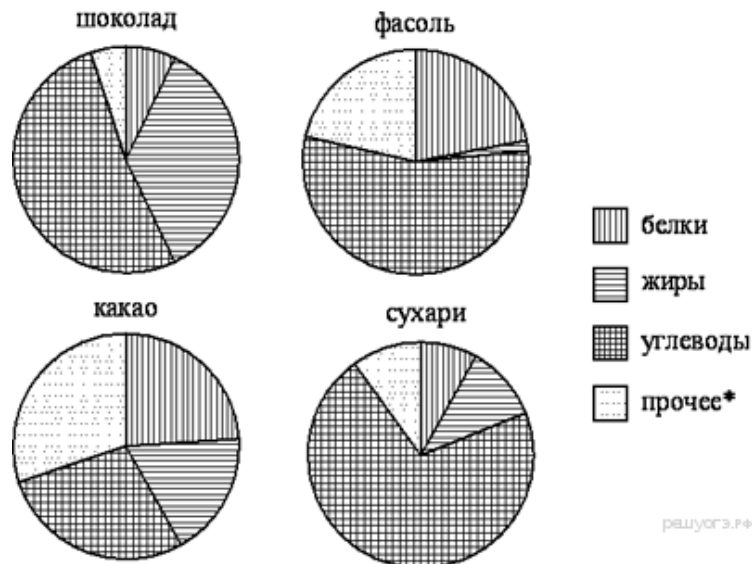 шоколад
фасоль
белки
жиры
углеводы
прочее*
какао
сухари
решуогэ.рф